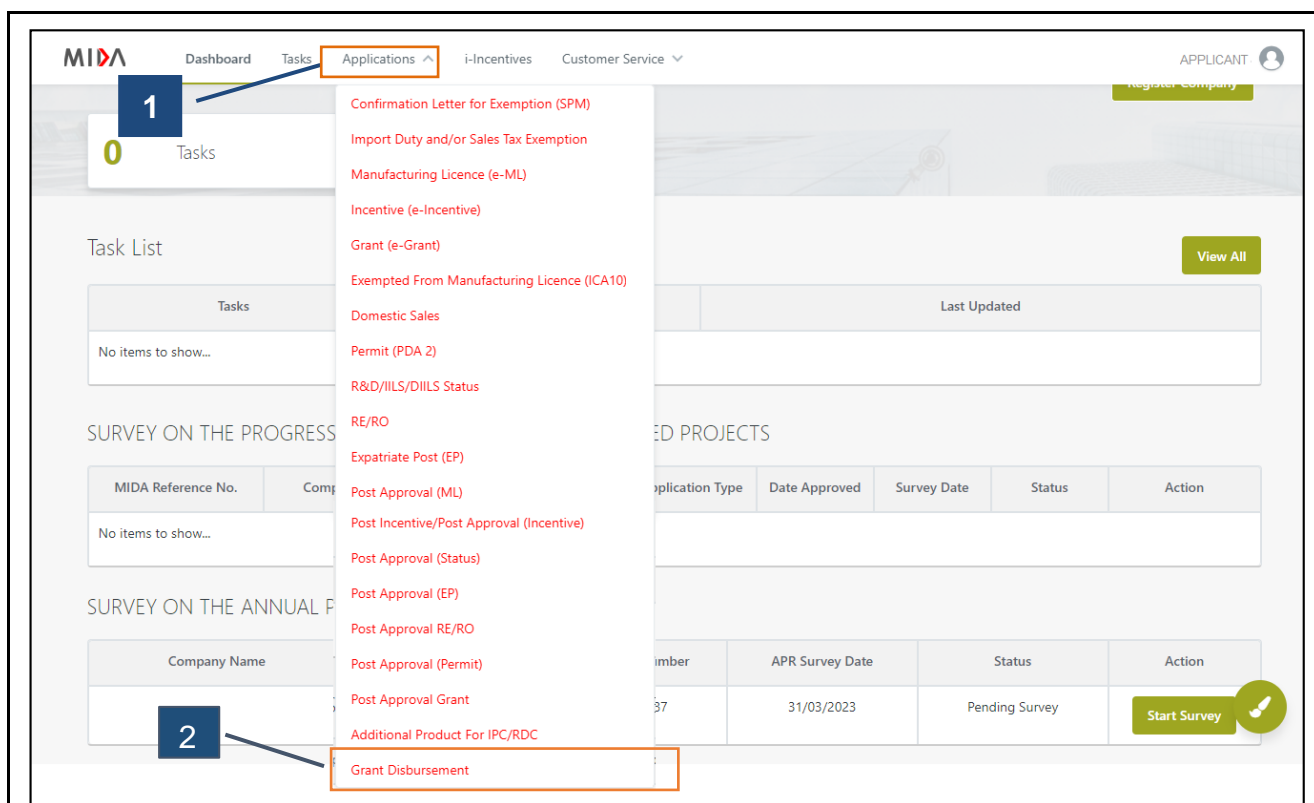 MIDA Dashboard Tasks Applications i-Incentives Customer Service APPLICANT
Register Company
1
0 Tasks
Confirmation Letter for Exemption (SPM)
Import Duty and/or Sales Tax Exemption
Manufacturing Licence (e-ML)
Incentive (e-Incentive)
Grant (e-Grant)
Exempted From Manufacturing Licence (ICA10)
Domestic Sales
Permit (PDA 2)
R&D/IILS/DIILS Status
RE/RO
Expatriate Post (EP)
Post Approval (ML)
Post Incentive/Post Approval (Incentive)
Post Approval (Status)
Post Approval (EP)
Post Approval RE/RO
Post Approval (Permit)
Post Approval Grant
Additional Product For IPC/RDC
Grant Disbursement
2
Task List View All
Tasks Last Updated
No items to show...
SURVEY ON THE PROGRESS ED PROJECTS
MIDA Reference No. Comp plication Type Date Approved Survey Date Status Action
No items to show...
SURVEY ON THE ANNUAL P
Company Name mber APR Survey Date Status Action
37 31/03/2023 Pending Survey Start Survey